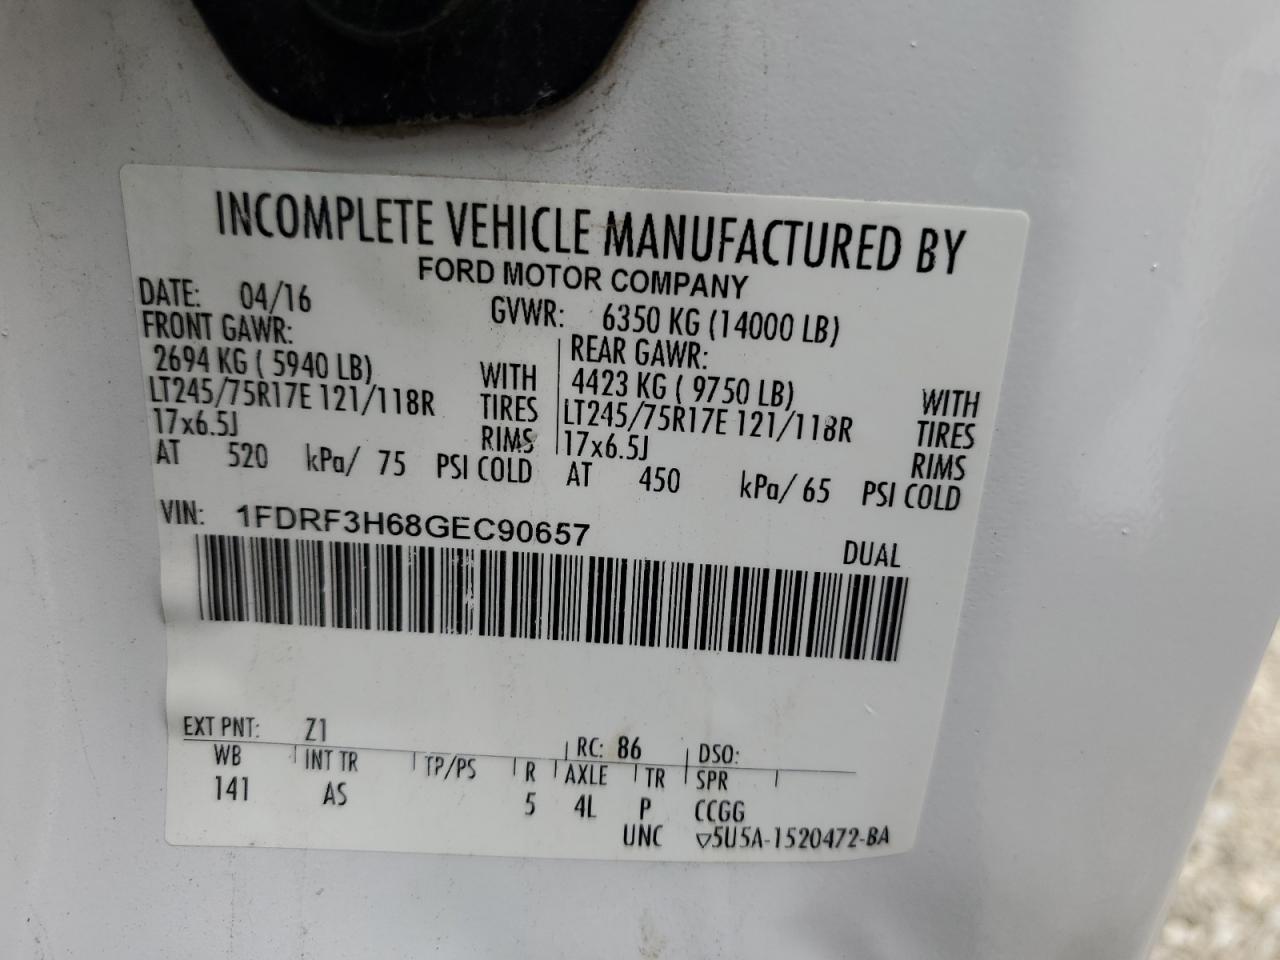 INCOMPLETE VEHICLE MANUFACTURED BY
FORD MOTOR COMPANY
DATE: 04/16 GVWR: 6350 KG (14000 LB)
FRONT GAWR: REAR GAWR:
2694 KG ( 5940 LB) WITH 4423 KG ( 9750 LB) WITH
LT245/75R17E 121/118R TIRES LT245/75R17E 121/118R TIRES
17x6.5J RIMS 17x6.5J RIMS
AT 520 kPa/ 75 PSI COLD AT 450 kPa/ 65 PSI COLD
VIN: 1FDRF3H68GEC90657
DUAL
EXT PNT: Z1 RC: 86 DSO:
WB INT TR TP/PS R AXLE TR SPR
141 AS 5 4L P CCGG
UNC ▽5U5A-1520472-BA